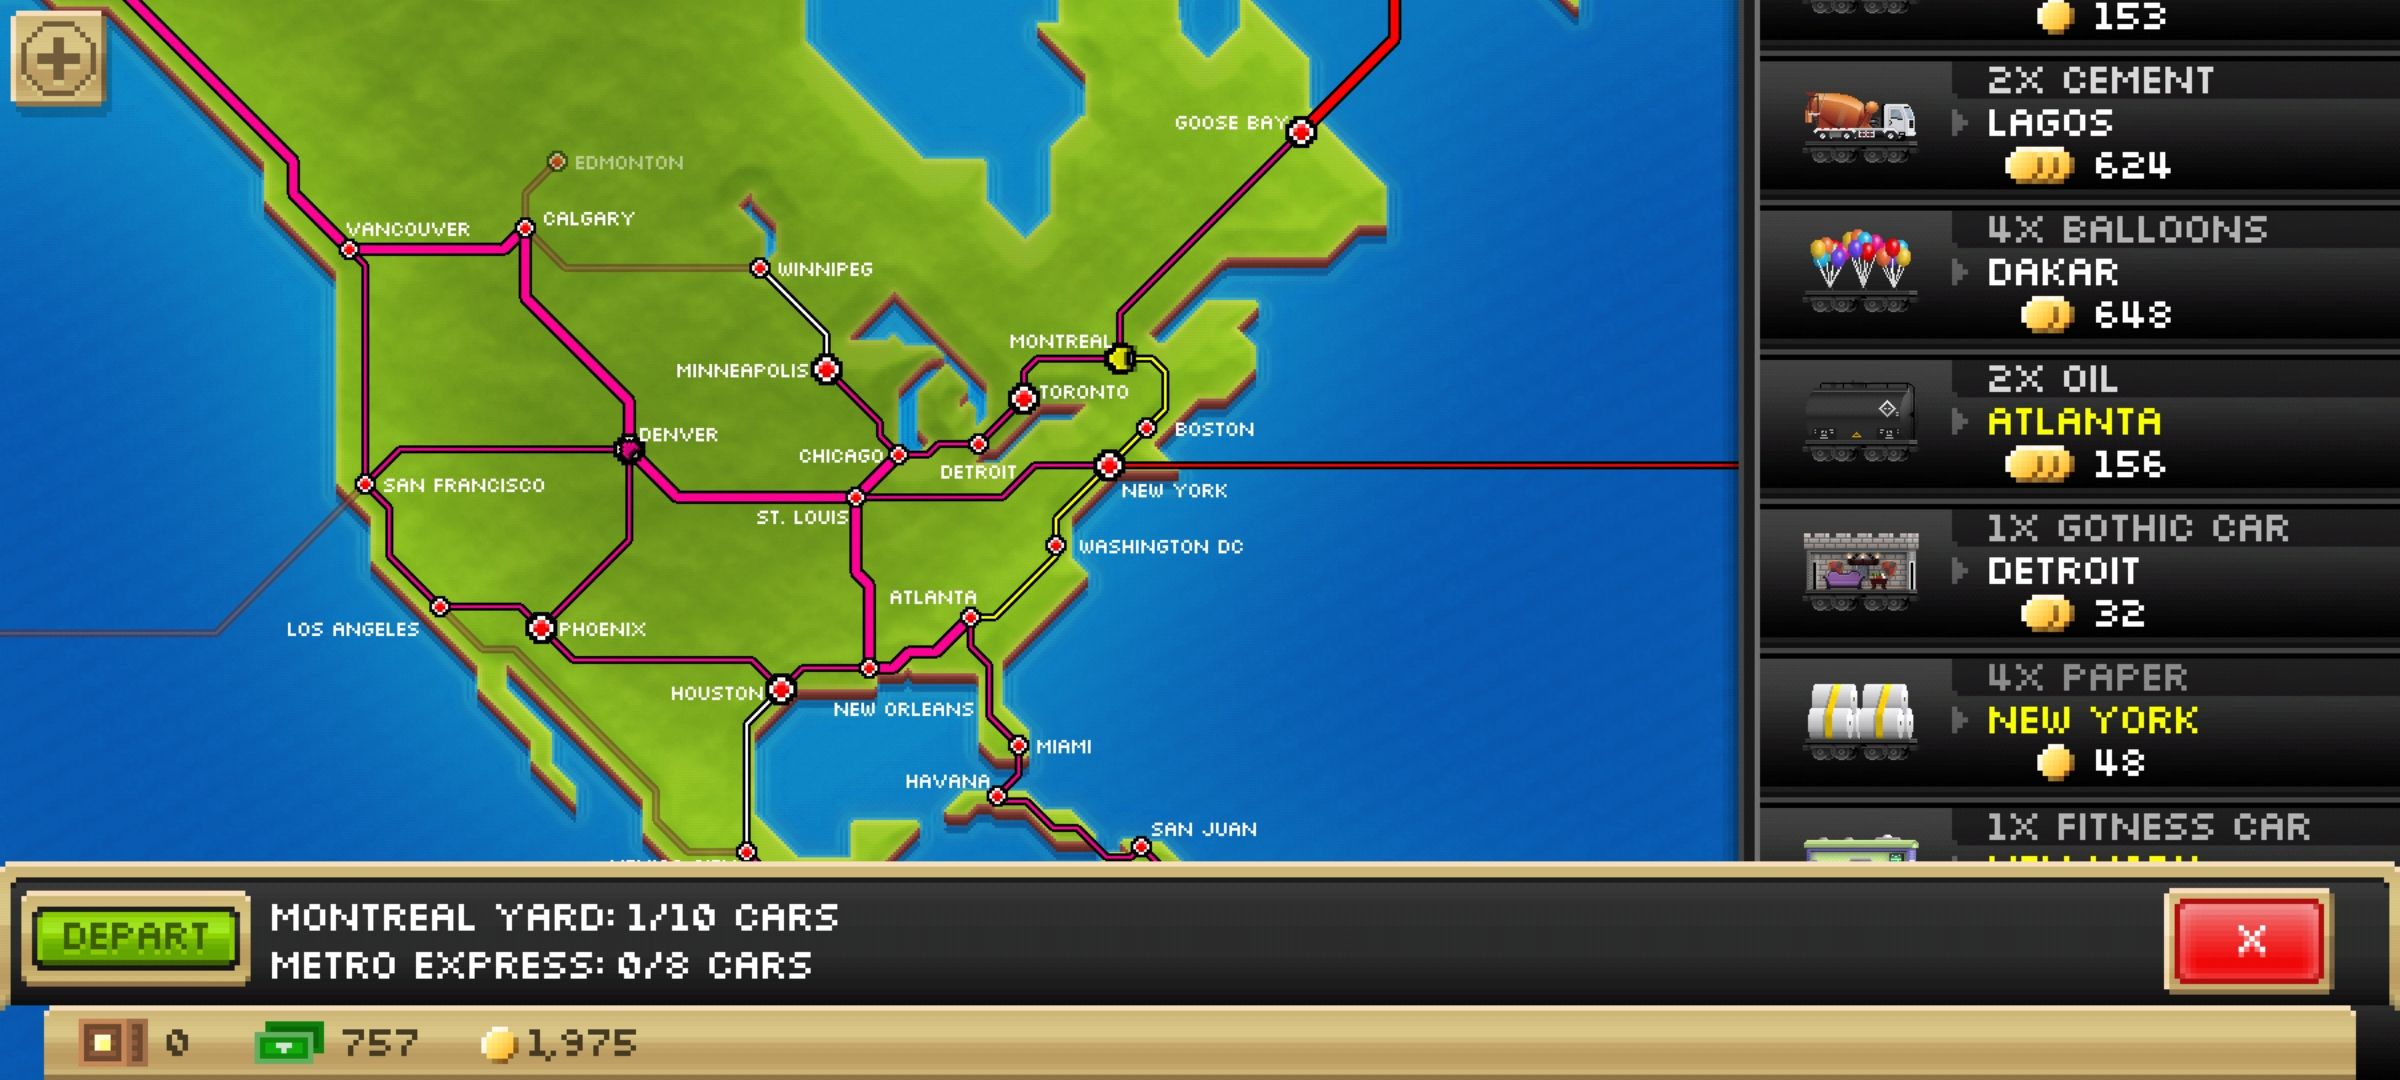 153
2X CEMENT
LAGOS
624
4X BALLOONS
DAKAR
648
2X OIL
ATLANTA
156
1X GOTHIC CAR
DETROIT
32
4X PAPER
NEW YORK
48
1X FITNESS CAR
GOOSE BAY
EDMONTON
CALGARY
VANCOUVER
WINNIPEG
MONTREAL
MINNEAPOLIS
TORONTO
BOSTON
DENVER
CHICAGO
DETROIT
SAN FRANCISCO
NEW YORK
ST. LOUIS
WASHINGTON DC
ATLANTA
LOS ANGELES
PHOENIX
HOUSTON
NEW ORLEANS
MIAMI
HAVANA
SAN JUAN
DEPART
MONTREAL YARD: 1/10 CARS
METRO EXPRESS: 0/8 CARS
X
0
757
1,975